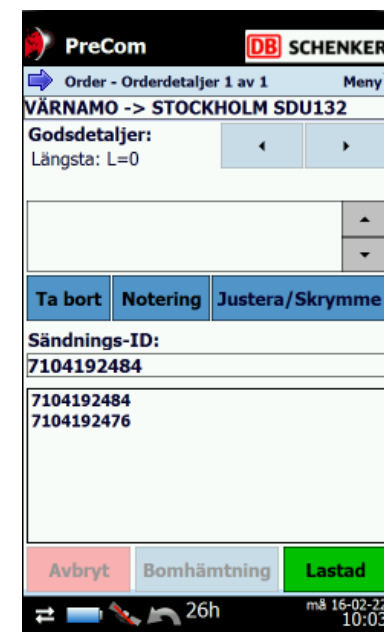 PreCom
DB SCHENKER
Order - Orderdetaljer 1 av 1 Meny
VÄRNAMO -> STOCKHOLM SDU132
Godsdetaljer:
Längsta: L=0
Ta bort Notering Justera/Skrymme
Sändnings-ID:
7104192484
7104192484
7104192476
Avbryt Bomhämtning Lastad
26h må 16-02-22
10:03